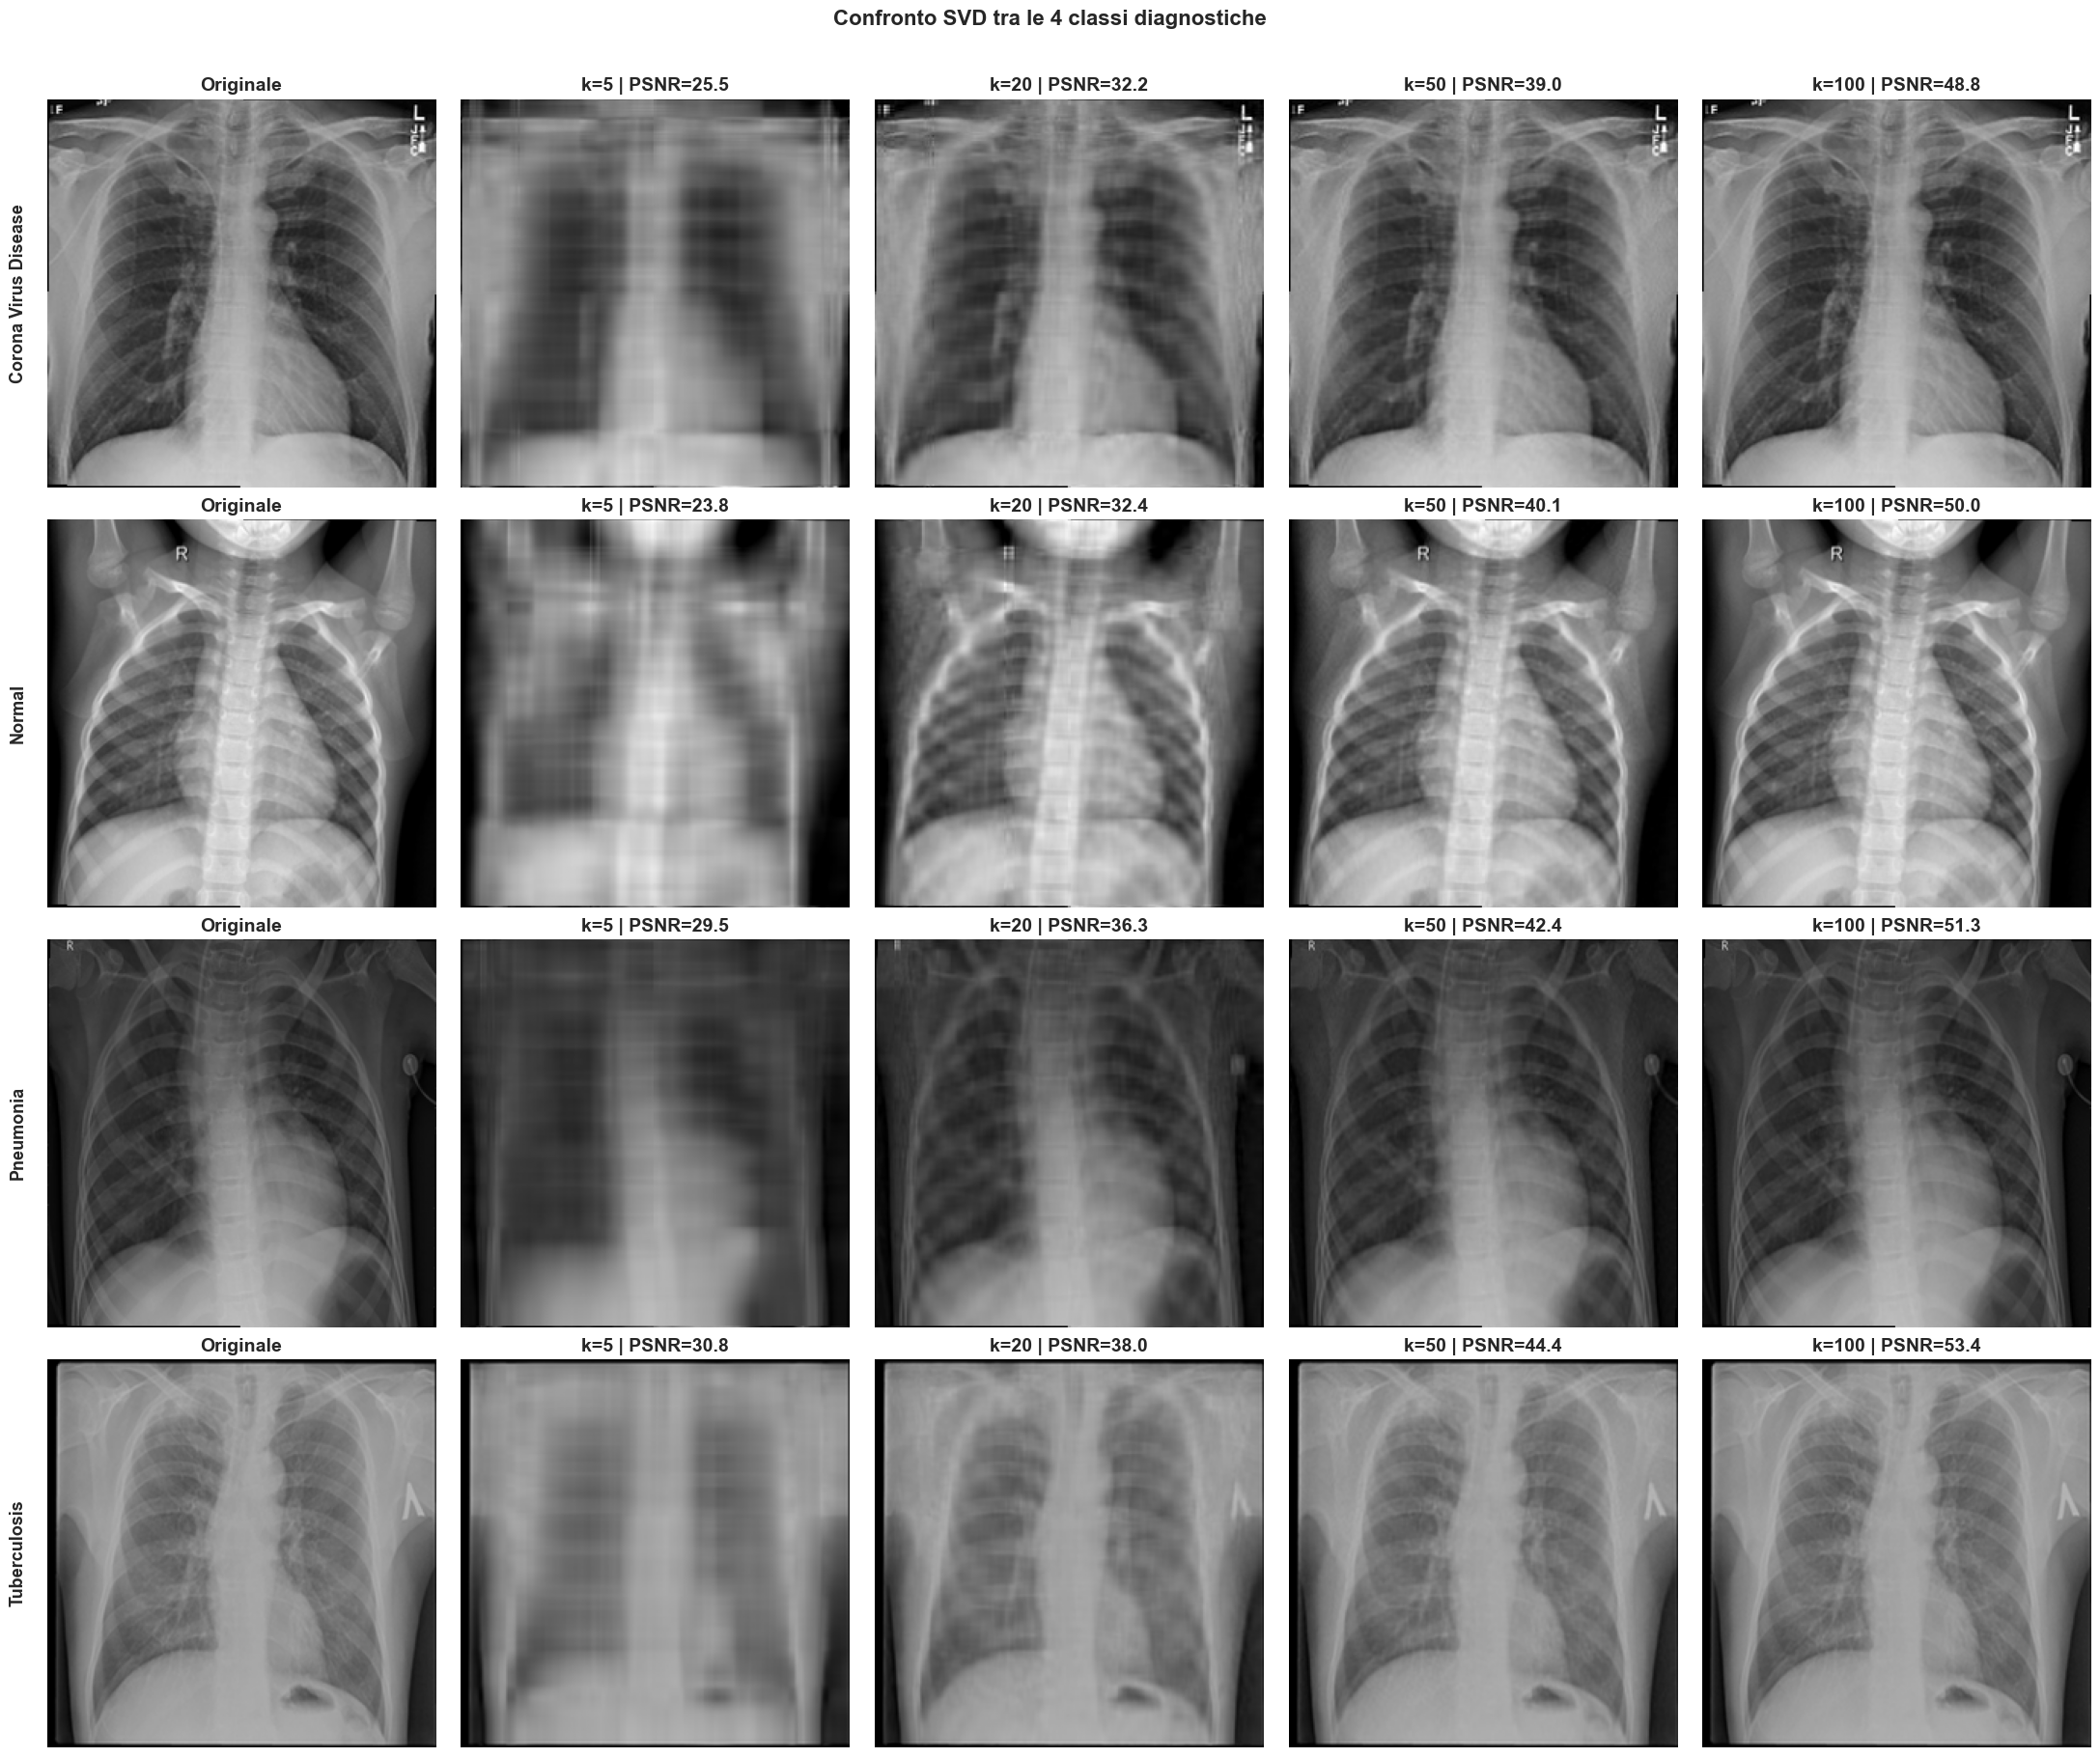 Confronto SVD tra le 4 classi diagnostiche
Originale
k=5 | PSNR=25.5
k=20 | PSNR=32.2
k=50 | PSNR=39.0
k=100 | PSNR=48.8
Corona Virus Disease
L
L
L
L
Originale
k=5 | PSNR=23.8
k=20 | PSNR=32.4
k=50 | PSNR=40.1
k=100 | PSNR=50.0
Normal
R
R
R
Originale
k=5 | PSNR=29.5
k=20 | PSNR=36.3
k=50 | PSNR=42.4
k=100 | PSNR=51.3
Pneumonia
R
R
R
Originale
k=5 | PSNR=30.8
k=20 | PSNR=38.0
k=50 | PSNR=44.4
k=100 | PSNR=53.4
Tuberculosis